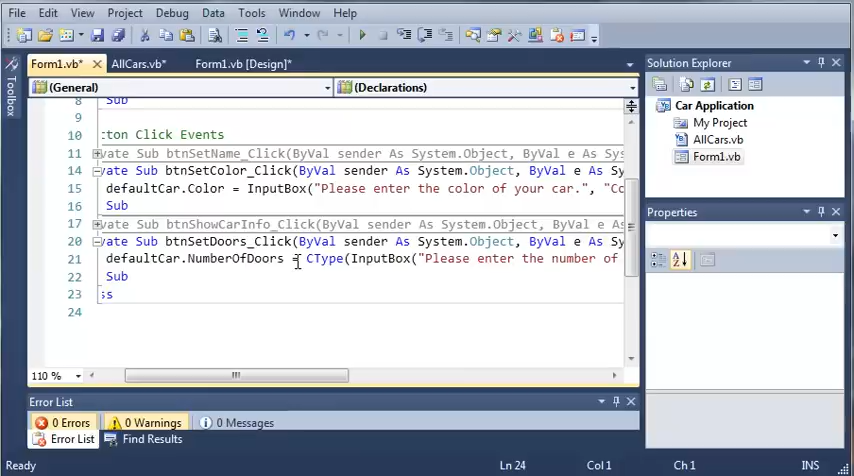 File Edit View Project Debug Data Tools Window Help
Form1.vb* AllCars.vb* Form1.vb [Design]*
Toolbox
(General) (Declarations)
8 Sub
9
10 :ton Click Events
11 vate Sub btnSetName_Click(ByVal sender As System.Object, ByVal e As Sys
14 vate Sub btnSetColor_Click(ByVal sender As System.Object, ByVal e As Sy
15 defaultCar.Color = InputBox("Please enter the color of your car.", "Co
16 Sub
17 vate Sub btnShowCarInfo_Click(ByVal sender As System.Object, ByVal e As
20 vate Sub btnSetDoors_Click(ByVal sender As System.Object, ByVal e As Sy
21 defaultCar.NumberOfDoors = CType(InputBox("Please enter the number of
22 Sub
23 ss
24
110 %
Solution Explorer
Car Application
My Project
AllCars.vb
Form1.vb
Properties
Error List
0 Errors 0 Warnings 0 Messages
Error List Find Results
Ready Ln 24 Col 1 Ch 1 INS